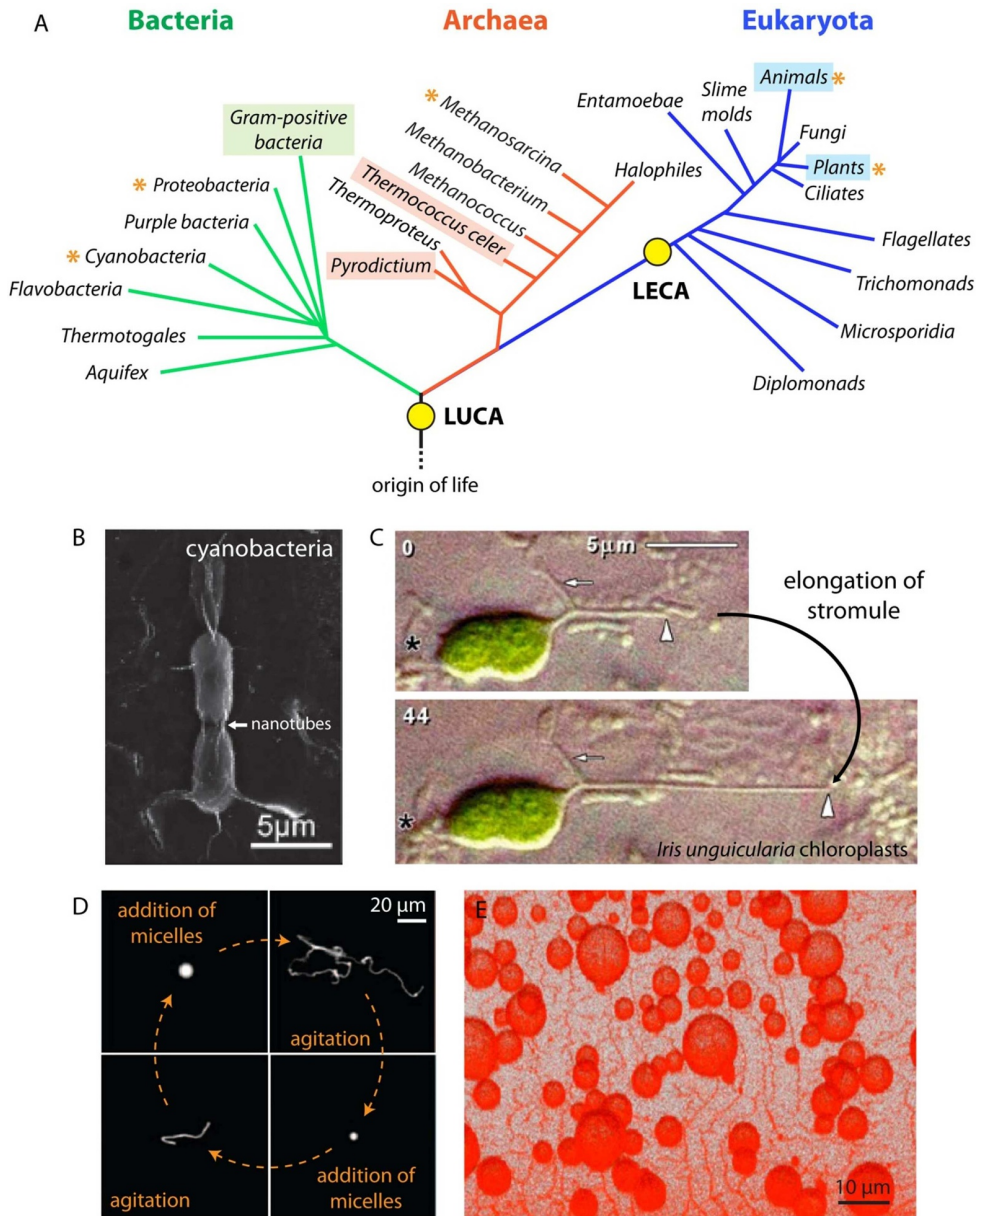 A
Bacteria
Archaea
Eukaryota
Gram-positive
bacteria
* Proteobacteria
Purple bacteria
* Cyanobacteria
Flavobacteria
Thermotogales
Aquifex
* Methanosarcina
Methanobacterium
Methanococcus
Thermococcus celer
Thermoproteus
Pyrodictium
Halophiles
Entamoebae
Slime
molds
Animals *
Fungi
Plants *
Ciliates
Flagellates
Trichomonads
Microsporidia
Diplomonads
LECA
LUCA
origin of life
B
cyanobacteria
nanotubes
5μm
C
0
5μm
*
elongation of
stromule
44
*
Iris unguicularia chloroplasts
D
addition of
micelles
20 μm
agitation
agitation
addition of
micelles
E
10 μm